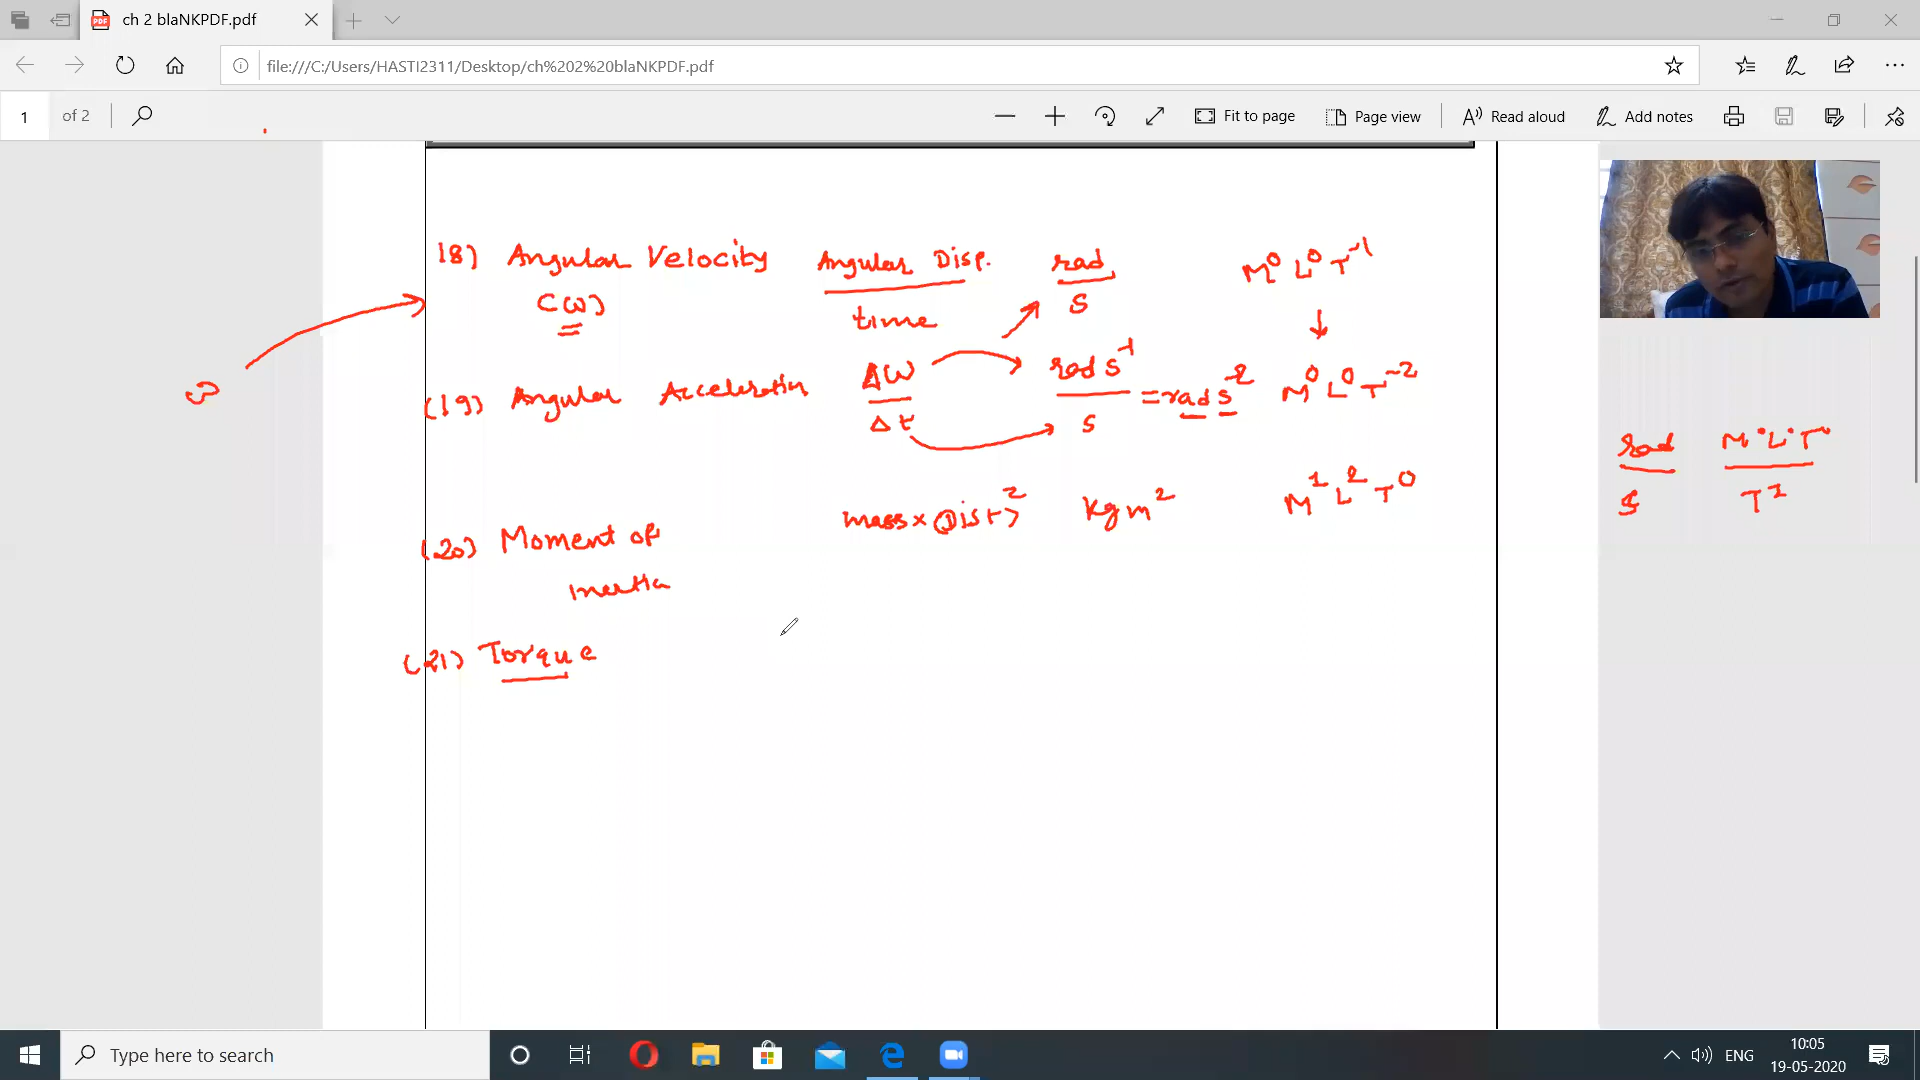 ch 2 blaNKPDF.pdf
file:///C:/Users/HASTI2311/Desktop/ch%202%20blaNKPDF.pdf
1 of 2
Fit to page
Page view
Read aloud
Add notes
18) Angular Velocity Angular Disp. rad M⁰ L⁰ T⁻¹
(ω) time s
ω
(19) Angular Acceleration Δω rad s⁻¹ = rad s⁻² M⁰ L⁰ T⁻²
Δt s
rad M⁰L⁰T⁰
s T¹
(20) Moment of mass × (Dist)² kg m² M¹ L² T⁰
inertia
(21) Torque
Type here to search
ENG
10:05
19-05-2020